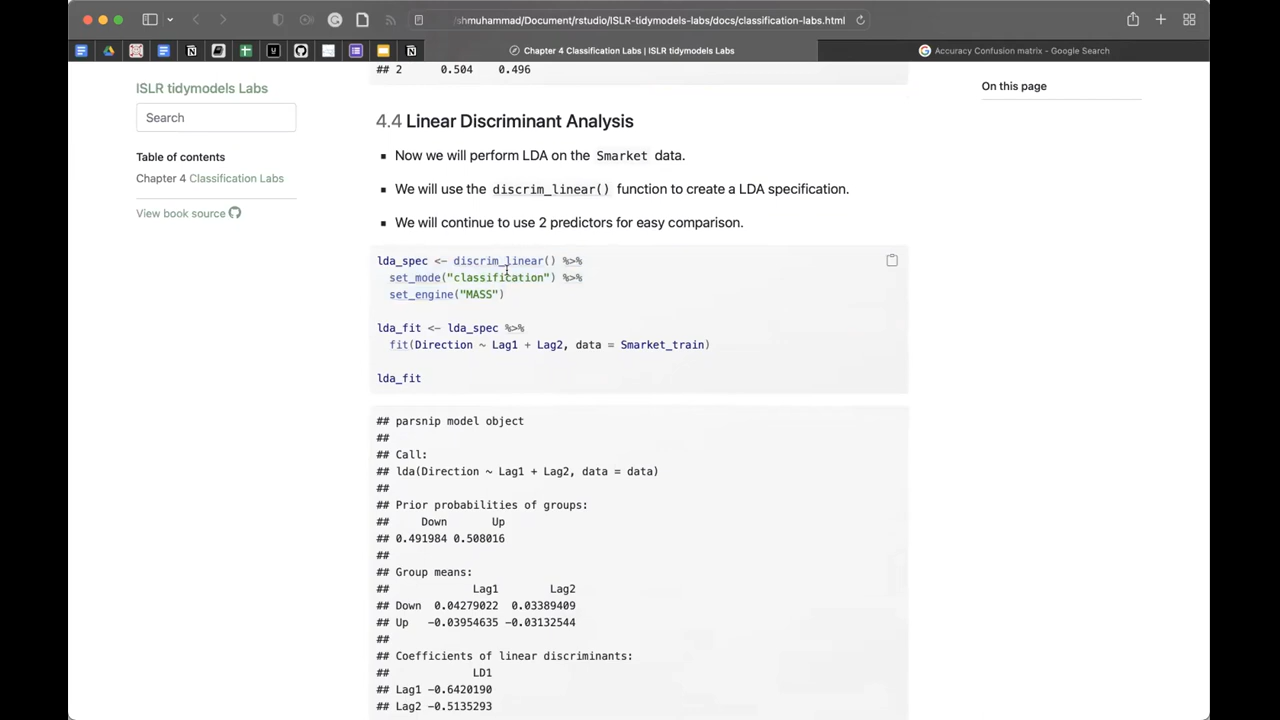 /shmuhammad/Document/rstudio/ISLR-tidymodels-labs/docs/classification-labs.html
Chapter 4 Classification Labs | ISLR tidymodels Labs
Accuracy Confusion matrix - Google Search
ISLR tidymodels Labs
Search
Table of contents
Chapter 4 Classification Labs
View book source
## 2 0.504 0.496
4.4 Linear Discriminant Analysis
Now we will perform LDA on the Smarket data.
We will use the discrim_linear() function to create a LDA specification.
We will continue to use 2 predictors for easy comparison.
lda_spec <- discrim_linear() %>%
set_mode("classification") %>%
set_engine("MASS")
lda_fit <- lda_spec %>%
fit(Direction ~ Lag1 + Lag2, data = Smarket_train)
lda_fit
## parsnip model object
##
## Call:
## lda(Direction ~ Lag1 + Lag2, data = data)
##
## Prior probabilities of groups:
## Down Up
## 0.491984 0.508016
##
## Group means:
## Lag1 Lag2
## Down 0.04279022 0.03389409
## Up -0.03954635 -0.03132544
##
## Coefficients of linear discriminants:
## LD1
## Lag1 -0.6420190
## Lag2 -0.5135293
On this page